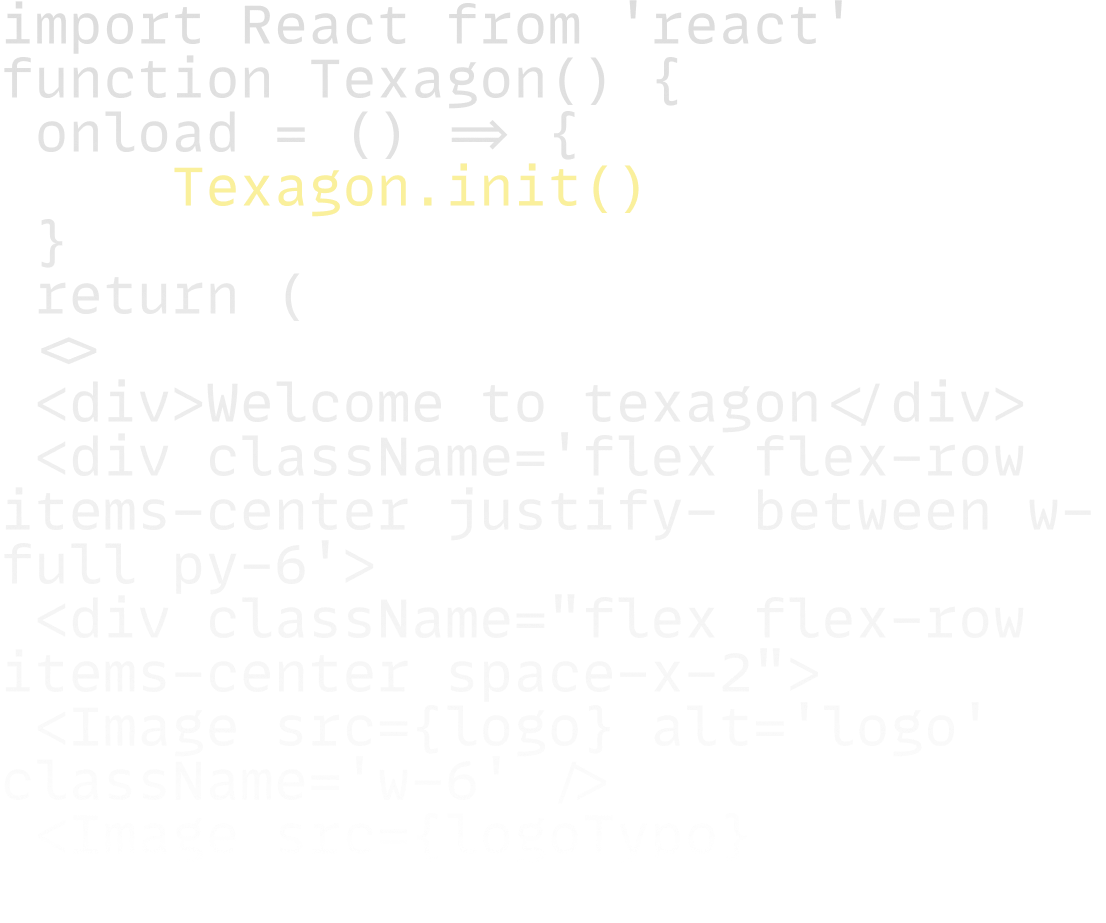 import React from 'react'
function Texagon() {
onload = () => {
Texagon.init()
}
return (
<>
<div>Welcome to texagon</div>
<div className='flex flex-row
items-center justify- between w-
full py-6'>
<div className="flex flex-row
items-center space-x-2">
<Image src={logo} alt='logo'
className='w-6' />
<Image src={logoTypo}